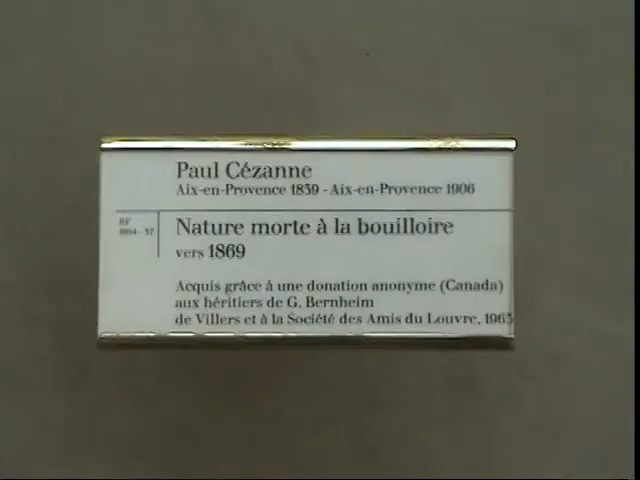 Paul Cézanne
Aix-en-Provence 1839 - Aix-en-Provence 1906
RF
Nature morte à la bouilloire
vers 1869
Acquis grâce à une donation anonyme (Canada)
aux héritiers de G. Bernheim
de Villers et à la Société des Amis du Louvre, 1963